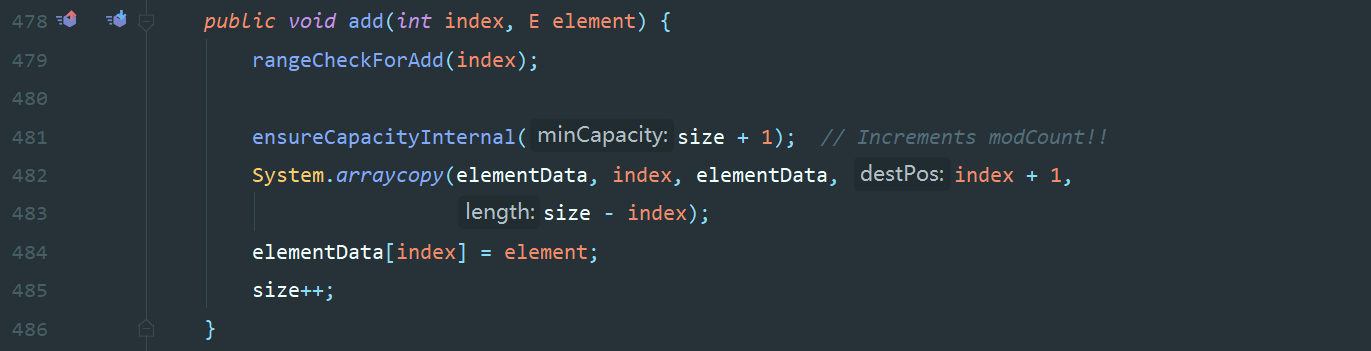 478 public void add(int index, E element) {
479 rangeCheckForAdd(index);
480
481 ensureCapacityInternal( minCapacity: size + 1); // Increments modCount!!
482 System.arraycopy(elementData, index, elementData, destPos: index + 1,
483 length: size - index);
484 elementData[index] = element;
485 size++;
486 }